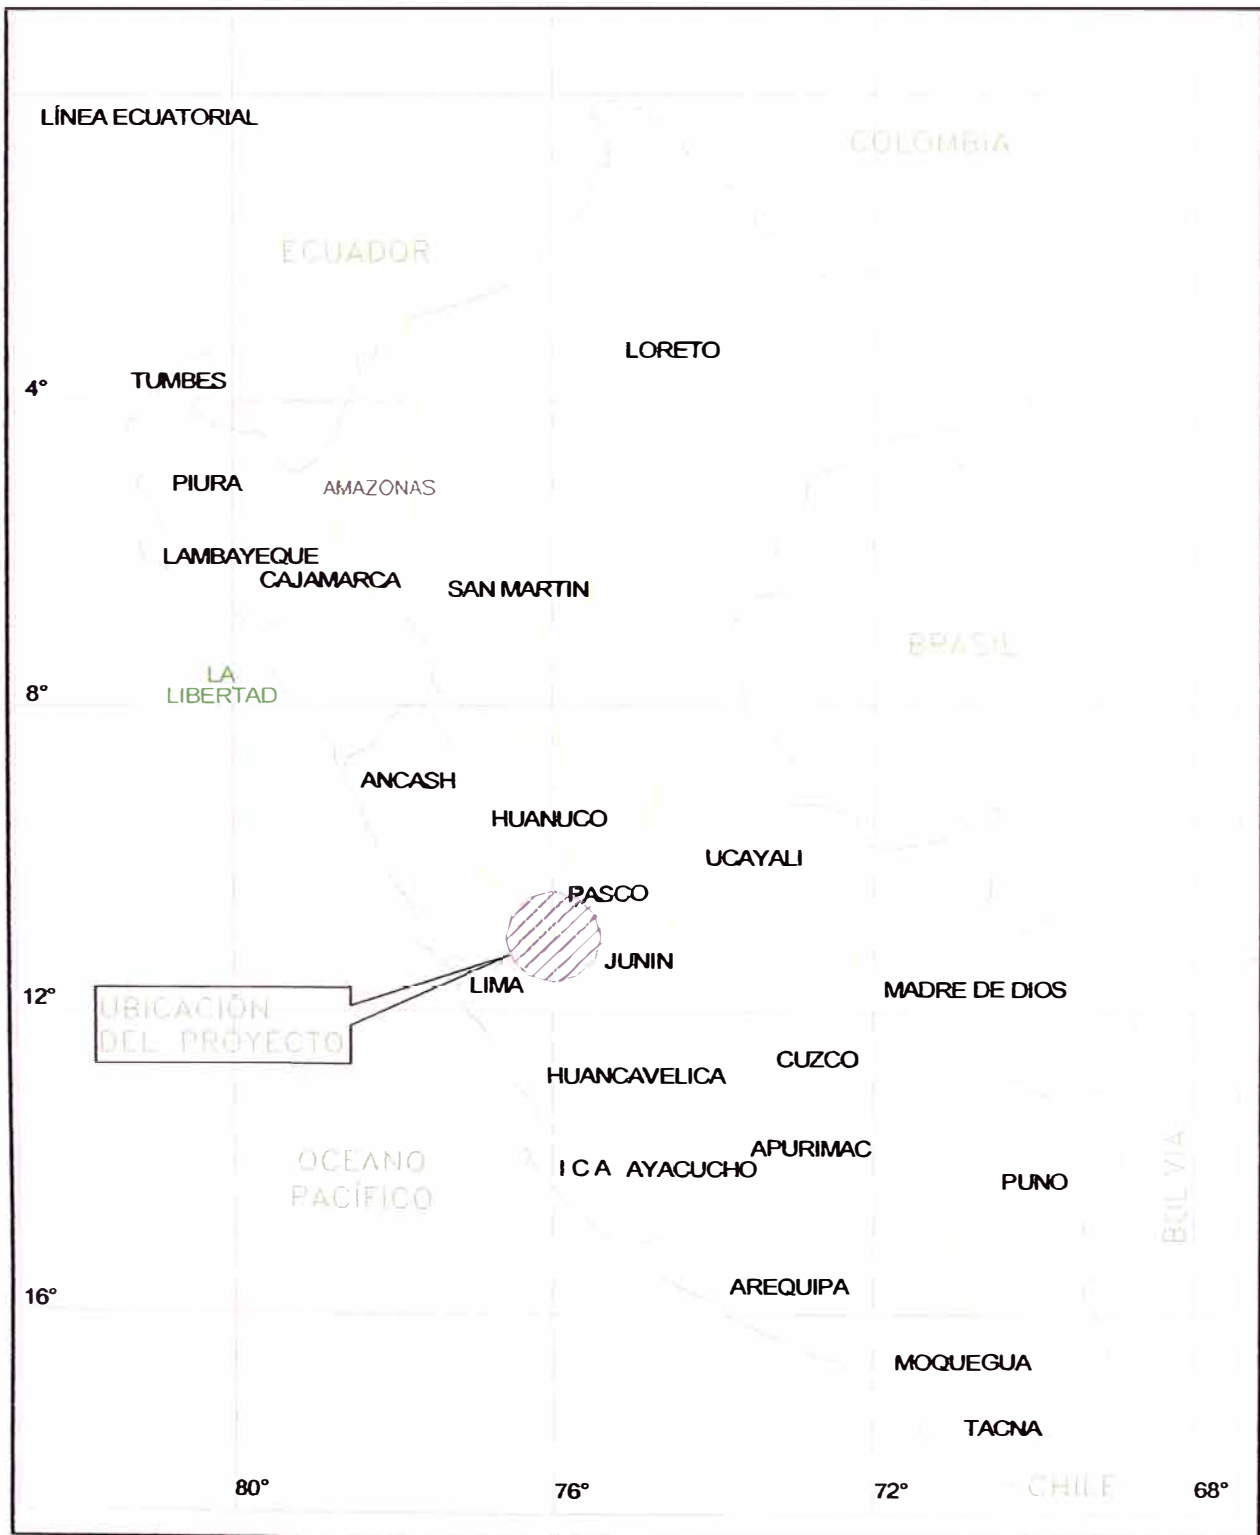 LÍNEA ECUATORIAL
COLOMBIA
ECUADOR
LORETO
TUMBES
4°
PIURA
AMAZONAS
LAMBAYEQUE
CAJAMARCA
SAN MARTIN
BRASIL
LA
LIBERTAD
8°
ANCASH
HUANUCO
UCAYALI
PASCO
JUNIN
LIMA
MADRE DE DIOS
12°
UBICACIÓN
DEL PROYECTO
CUZCO
HUANCAVELICA
APURIMAC
OCEANO
PACÍFICO
I C A
AYACUCHO
PUNO
BOLIVIA
16°
AREQUIPA
MOQUEGUA
TACNA
80°
76°
72°
CHILE
68°